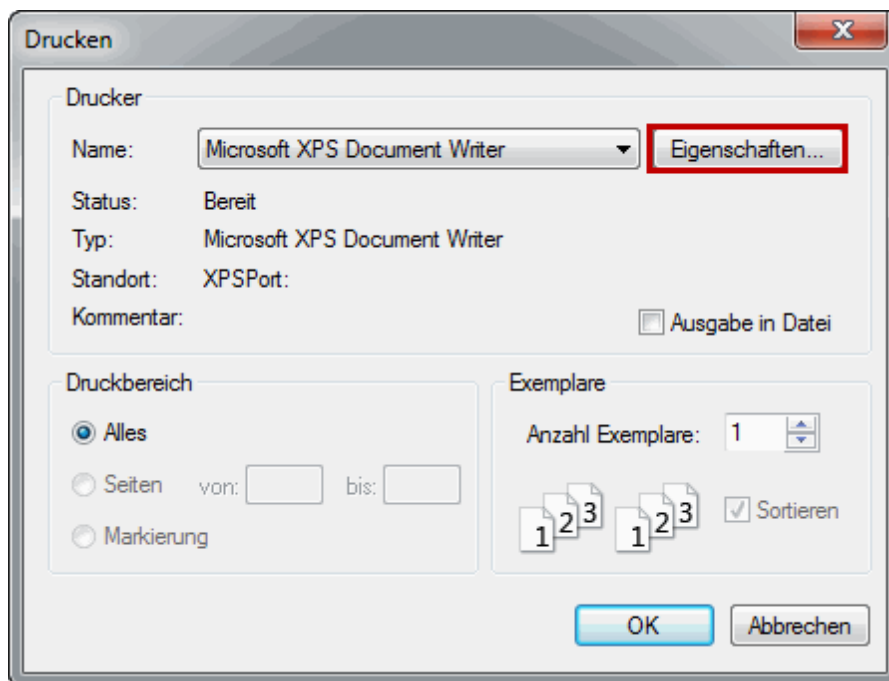 Drucken
Drucker
Name: Microsoft XPS Document Writer Eigenschaften...
Status: Bereit
Typ: Microsoft XPS Document Writer
Standort: XPSPort:
Kommentar: Ausgabe in Datei
Druckbereich
Alles
Seiten von: bis:
Markierung
Exemplare
Anzahl Exemplare: 1
1 2 3 1 2 3 Sortieren
OK Abbrechen